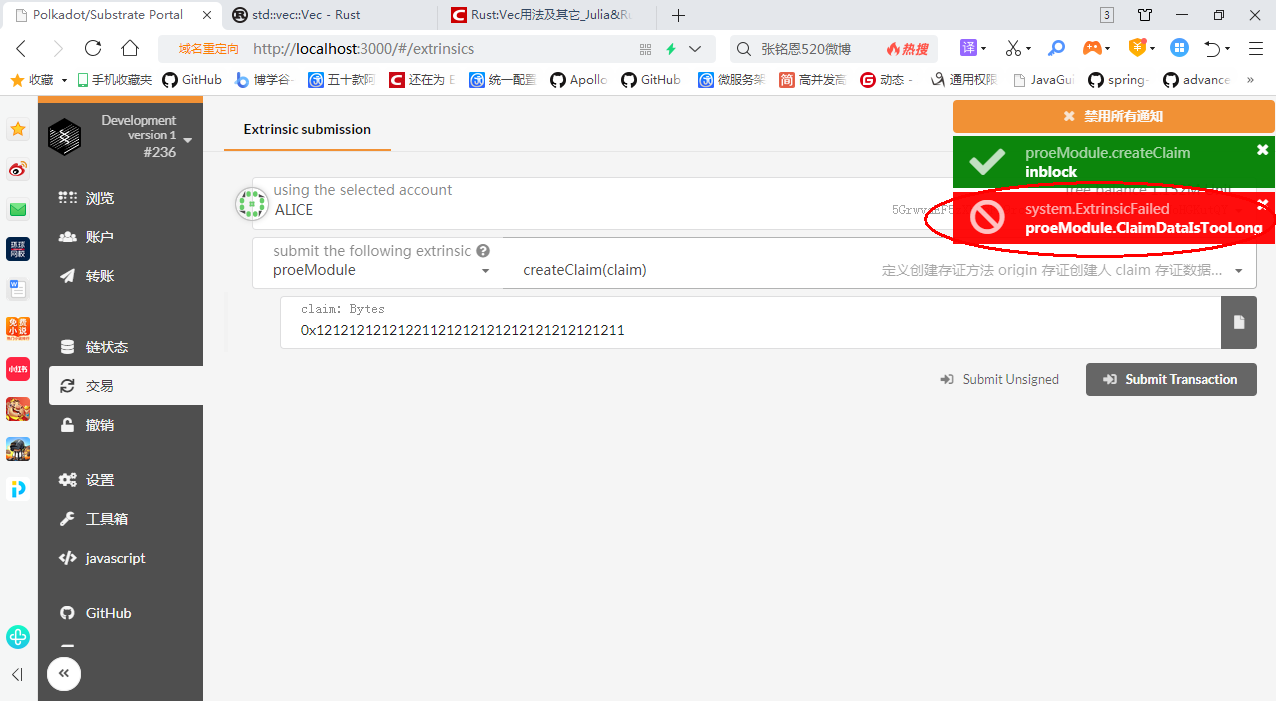 Polkadot/Substrate Portal
std::vec::Vec - Rust
Rust:Vec用法及其它_Julia&Ru
3
域名重定向 http://localhost:3000/#/extrinsics
张铭恩520微博 热搜
译
收藏 手机收藏夹 GitHub 博学谷- 五十款阿 还在为 E 统一配置 Apollo GitHub 微服务架 高并发高 动态 - 通用权限 JavaGui spring- advance »
Development
version 1
#236
浏览
账户
转账
链状态
交易
撤销
设置
工具箱
javascript
GitHub
Extrinsic submission
禁用所有通知
proeModule.createClaim
inblock
system.ExtrinsicFailed
proeModule.ClaimDataIsTooLong
using the selected account
ALICE
submit the following extrinsic
proeModule
createClaim(claim)
定义创建存证方法 origin 存证创建人 claim 存证数据...
claim: Bytes
0x1212121212122112121212121212121212121211
Submit Unsigned
Submit Transaction